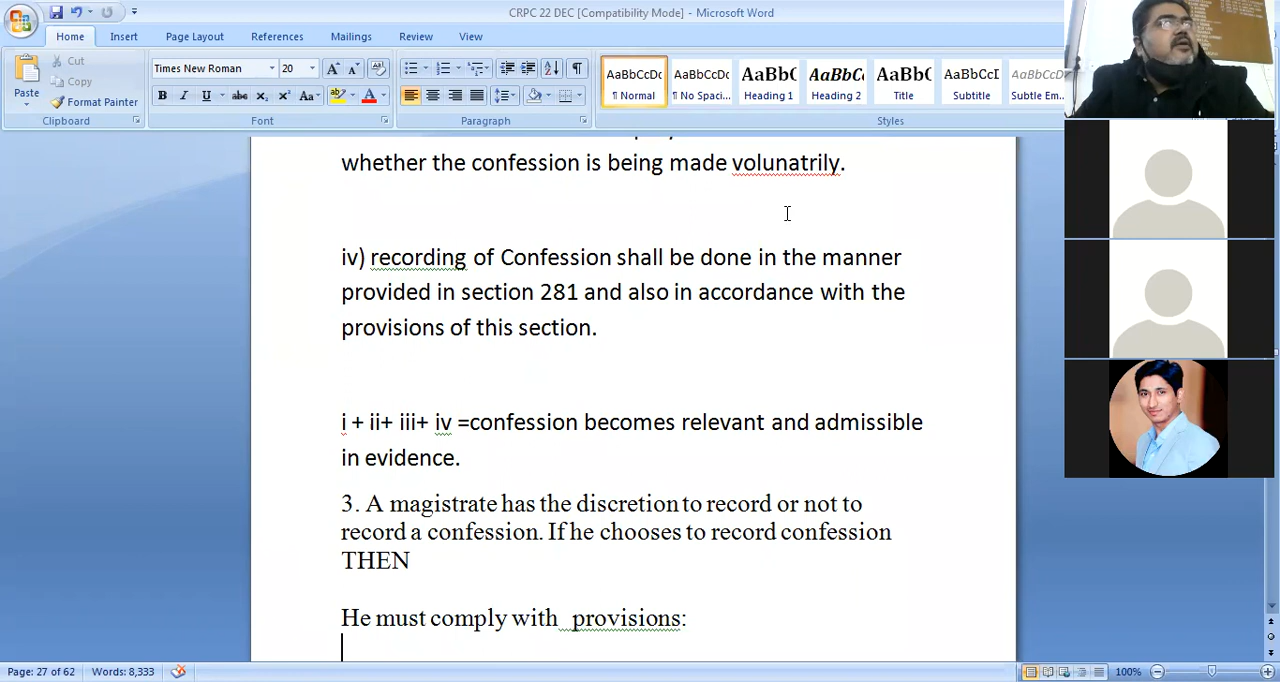 CRPC 22 DEC [Compatibility Mode] - Microsoft Word
Home Insert Page Layout References Mailings Review View
Paste
Cut
Copy
Format Painter
Clipboard
Times New Roman 20
B I U abc X₂ X² Aa A
Font
Paragraph
AaBbCcDc AaBbCcDc AaBbC AaBbCc AaBbC AaBbCcI AaBbCcDc
¶ Normal ¶ No Spaci... Heading 1 Heading 2 Title Subtitle Subtle Em...
Styles
whether the confession is being made volunatrily.
iv) recording of Confession shall be done in the manner
provided in section 281 and also in accordance with the
provisions of this section.
i + ii+ iii+ iv =confession becomes relevant and admissible
in evidence.
3. A magistrate has the discretion to record or not to
record a confession. If he chooses to record confession
THEN
He must comply with provisions:
Page: 27 of 62 Words: 8,333
100%